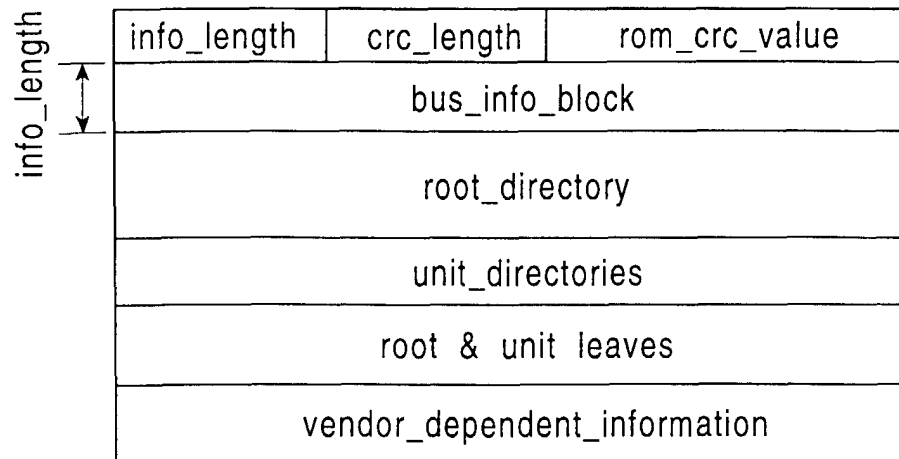 info_length crc_length rom_crc_value
info_length
bus_info_block
root_directory
unit_directories
root & unit leaves
vendor_dependent_information